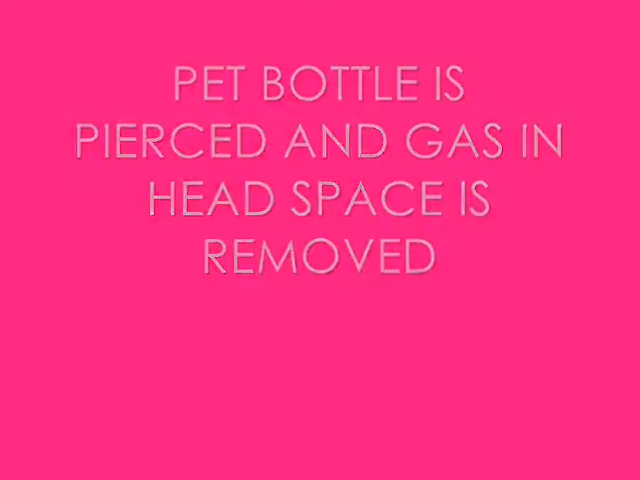 PET BOTTLE IS
PIERCED AND GAS IN
HEAD SPACE IS
REMOVED